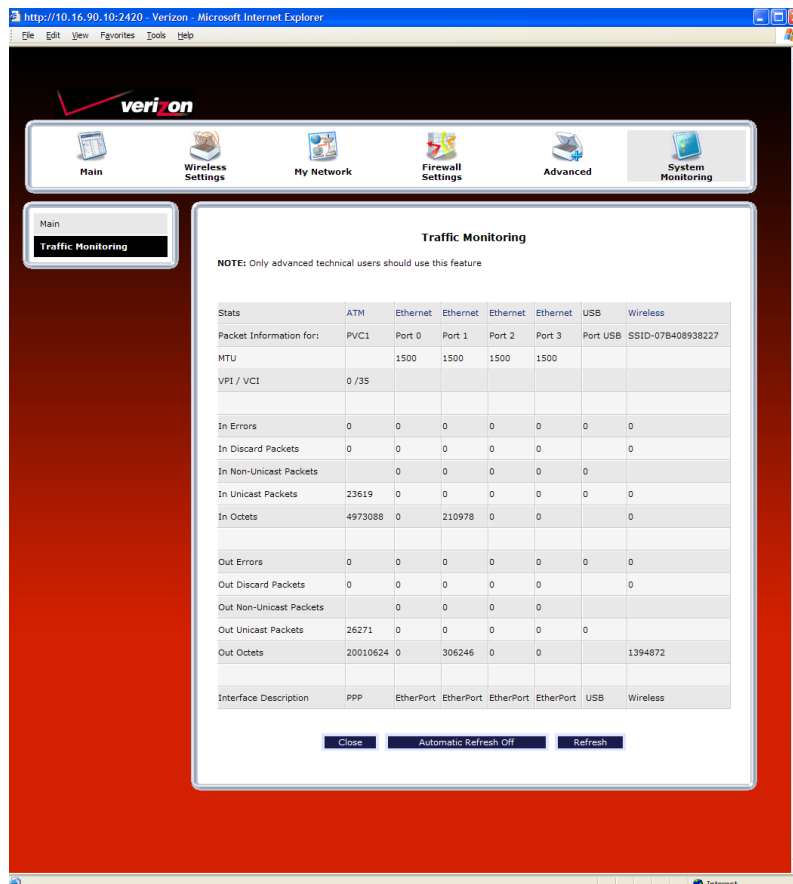 http://10.16.90.10:2420 - Verizon - Microsoft Internet Explorer
File Edit View Favorites Tools Help
verizon
Main
Wireless Settings
My Network
Firewall Settings
Advanced
System Monitoring
Main
Traffic Monitoring
Traffic Monitoring
NOTE: Only advanced technical users should use this feature
Stats ATM Ethernet Ethernet Ethernet Ethernet USB Wireless
Packet Information for: PVC1 Port 0 Port 1 Port 2 Port 3 Port USB SSID-07B408938227
MTU 1500 1500 1500 1500
VPI / VCI 0 /35
In Errors 0 0 0 0 0 0 0
In Discard Packets 0 0 0 0 0 0
In Non-Unicast Packets 0 0 0 0 0
In Unicast Packets 23619 0 0 0 0 0 0
In Octets 4973088 0 210978 0 0 0
Out Errors 0 0 0 0 0 0 0
Out Discard Packets 0 0 0 0 0 0
Out Non-Unicast Packets 0 0 0 0
Out Unicast Packets 26271 0 0 0 0 0
Out Octets 20010624 0 306246 0 0 1394872
Interface Description PPP EtherPort EtherPort EtherPort EtherPort USB Wireless
Close Automatic Refresh Off Refresh
Internet